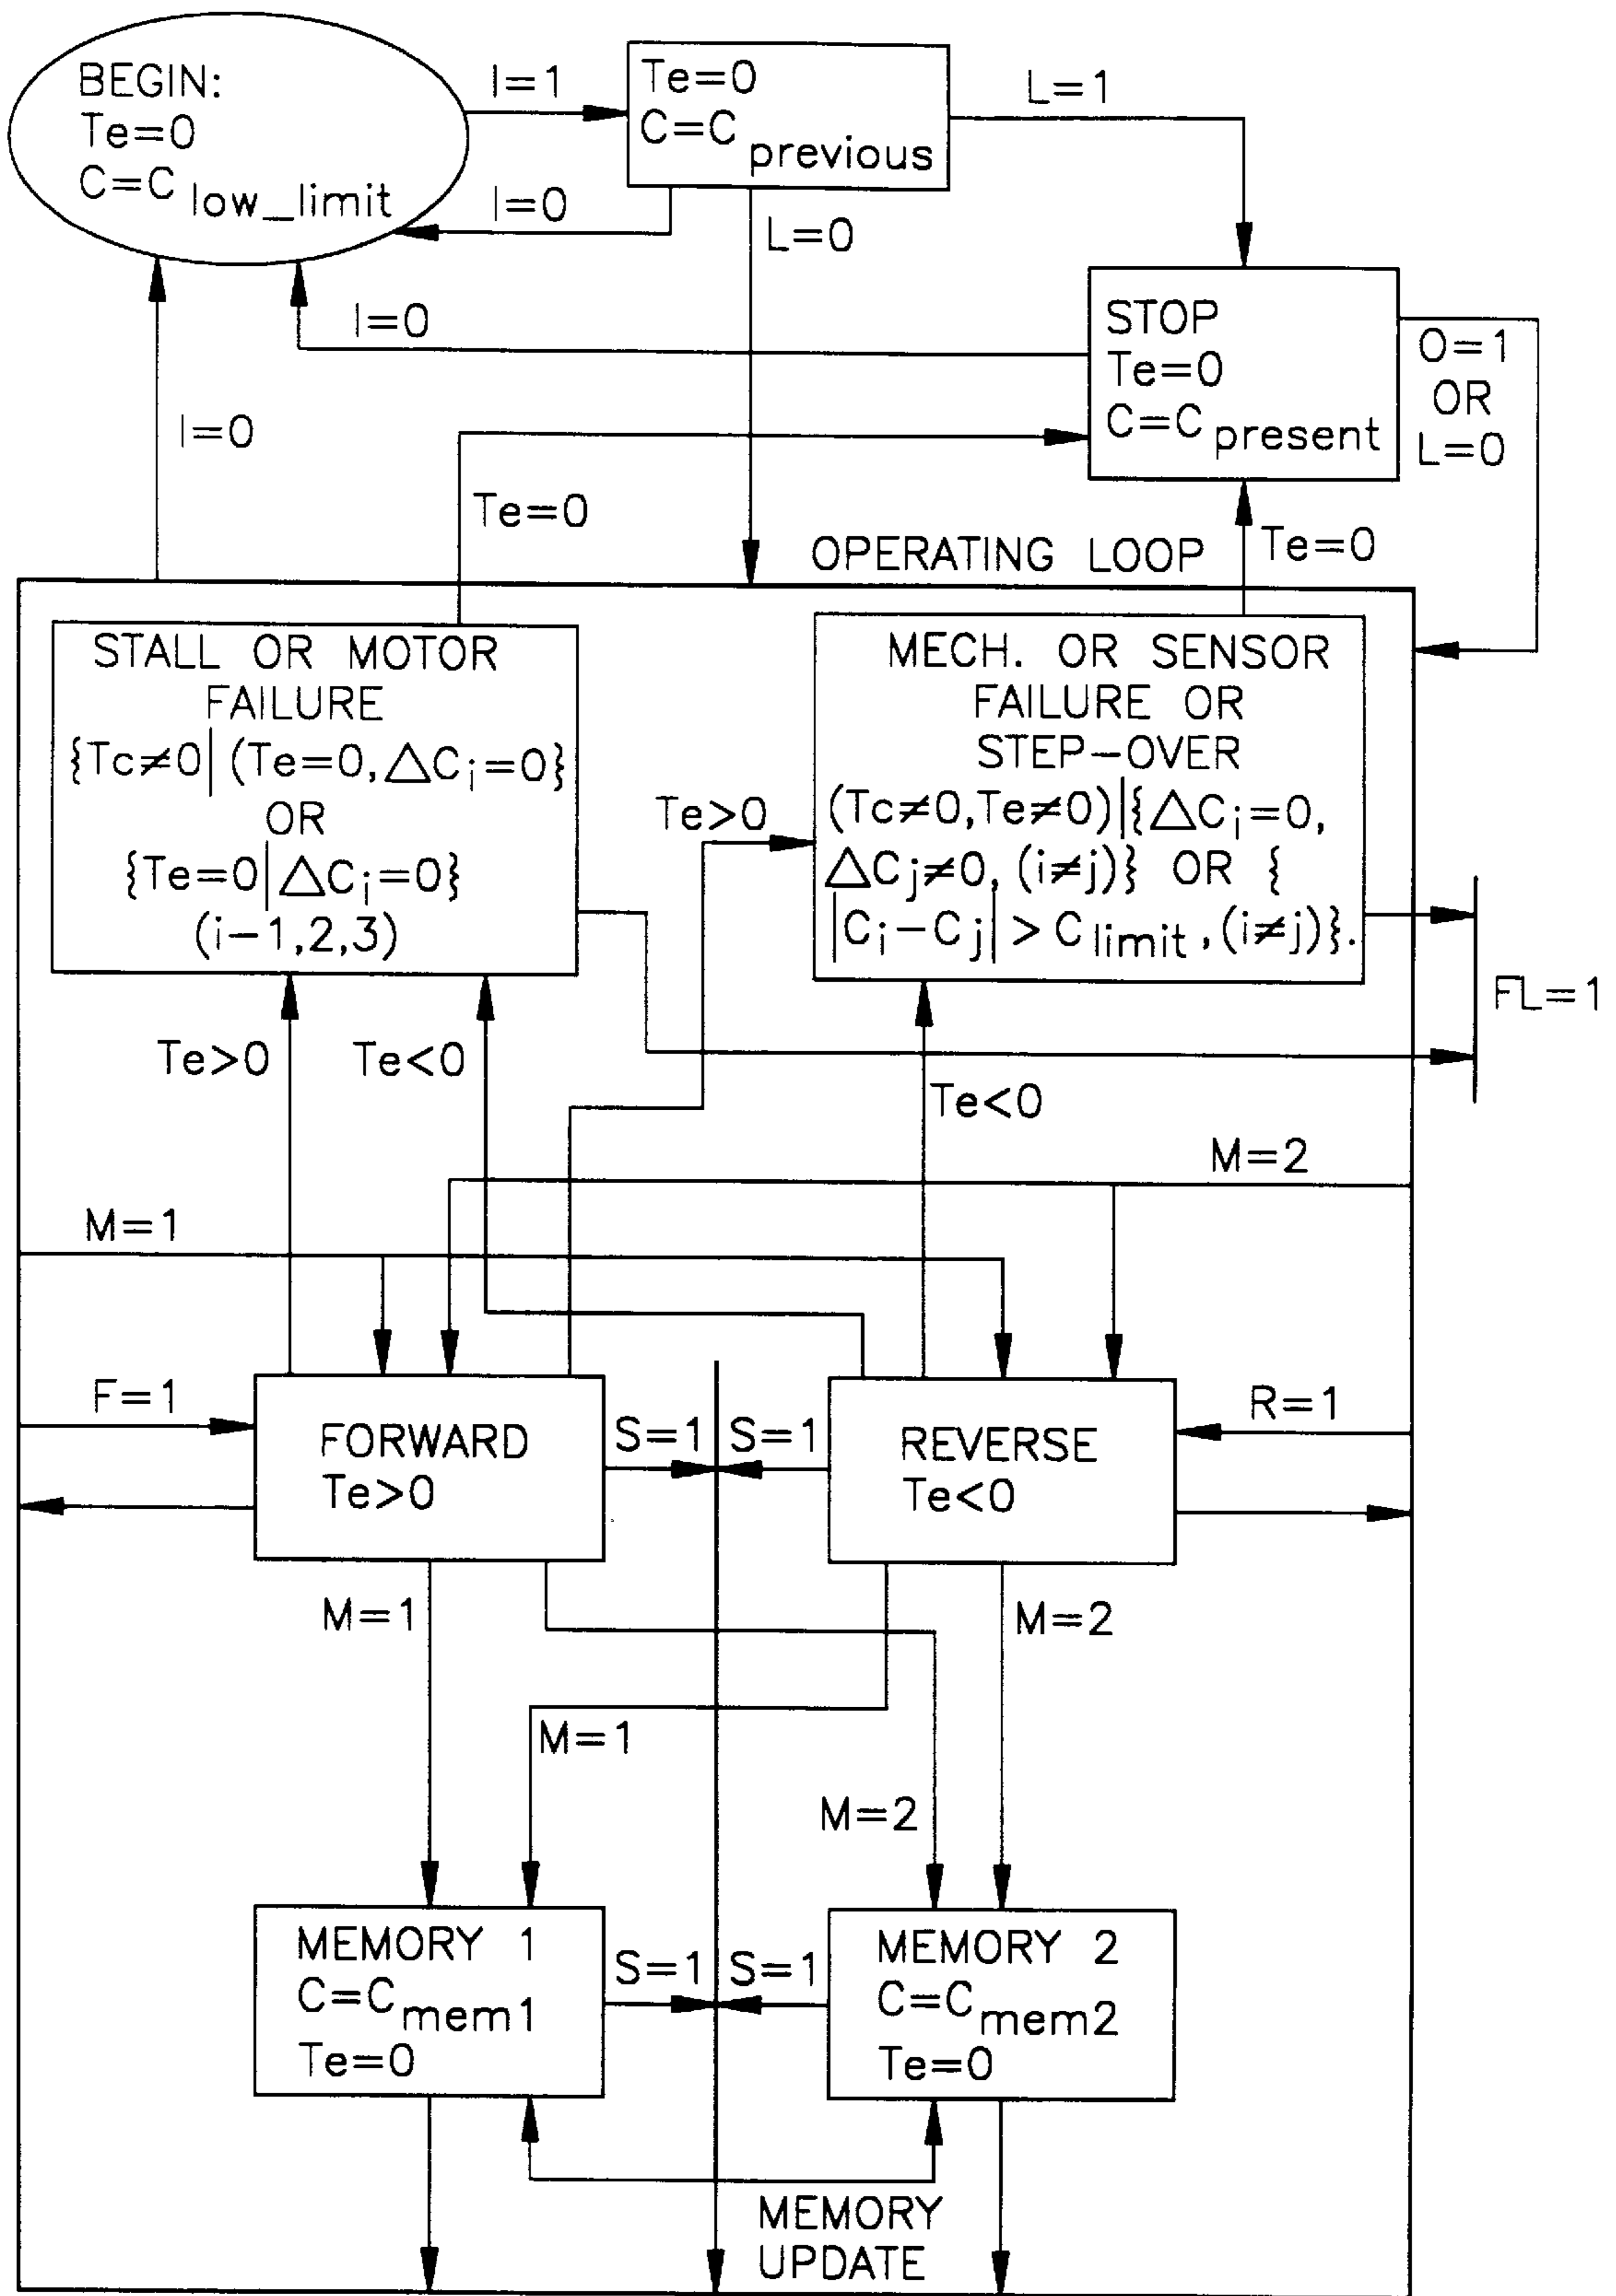 BEGIN:
Te=0
C=C low_limit
I=1
Te=0
C=C previous
L=1
I=0
L=0
I=0
STOP
Te=0
C=C present
O=1
OR
L=0
I=0
Te=0
OPERATING LOOP
Te=0
STALL OR MOTOR
FAILURE
{Tc≠0|(Te=0,△Ci=0}
OR
{Te=0|△Ci=0}
(i-1,2,3)
MECH. OR SENSOR
FAILURE OR
STEP-OVER
(Tc≠0,Te≠0)|{△Ci=0,
△Cj≠0,(i≠j)} OR {
|Ci-Cj|>Climit,(i≠j)}.
Te>0
FL=1
Te>0
Te<0
Te<0
M=2
M=1
F=1
FORWARD
Te>0
S=1
S=1
REVERSE
Te<0
R=1
M=1
M=2
M=1
M=2
MEMORY 1
C=Cmem1
Te=0
S=1
S=1
MEMORY 2
C=Cmem2
Te=0
MEMORY
UPDATE